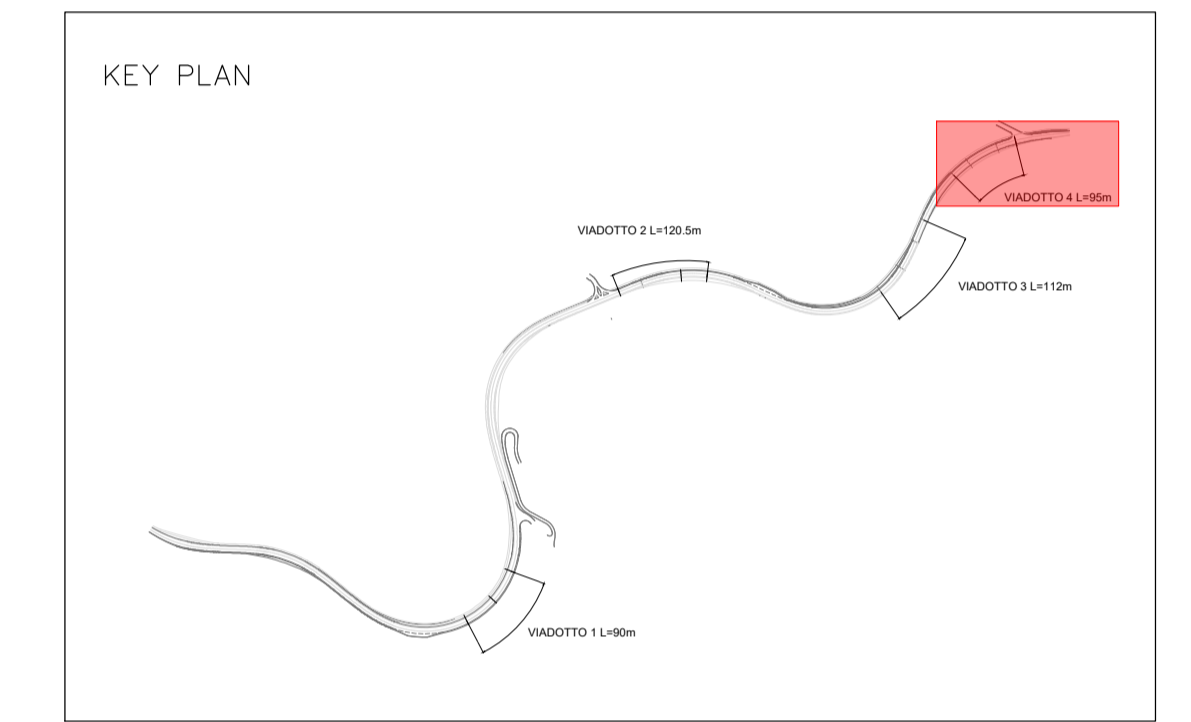 KEY PLAN
VIADOTTO 4 L=95m
VIADOTTO 2 L=120.5m
VIADOTTO 3 L=112m
VIADOTTO 1 L=90m